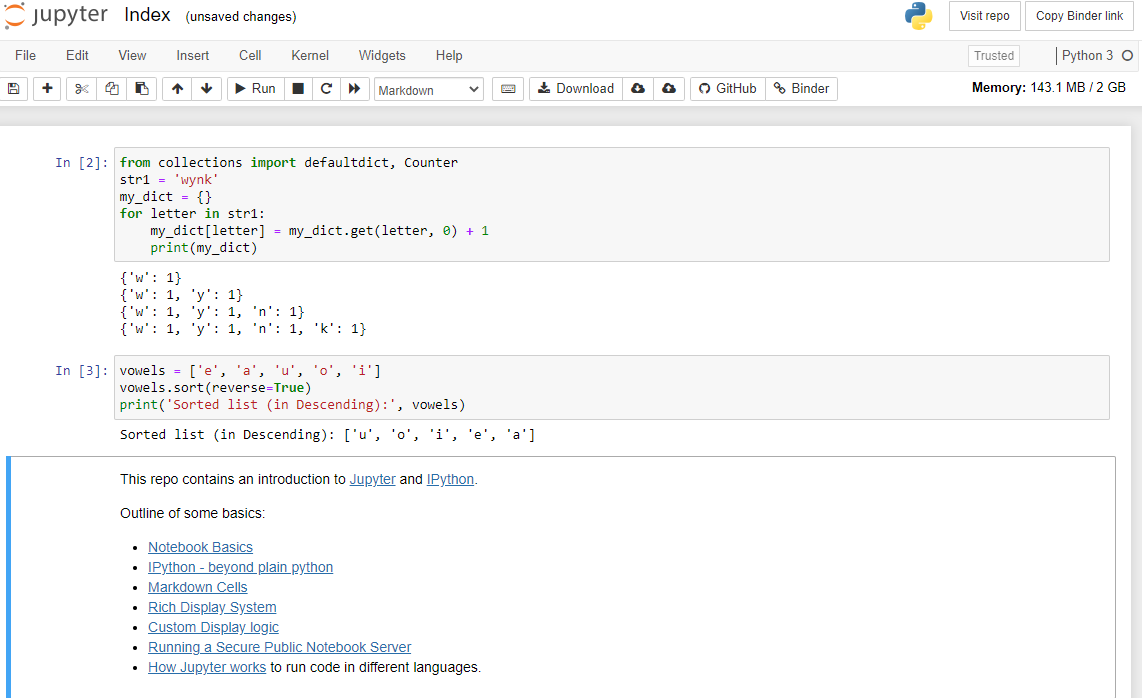 jupyter Index (unsaved changes) Visit repo Copy Binder link
File Edit View Insert Cell Kernel Widgets Help Trusted Python 3
Run Markdown Download GitHub Binder Memory: 143.1 MB / 2 GB
In [2]: from collections import defaultdict, Counter
str1 = 'wynk'
my_dict = {}
for letter in str1:
    my_dict[letter] = my_dict.get(letter, 0) + 1
    print(my_dict)
{'w': 1}
{'w': 1, 'y': 1}
{'w': 1, 'y': 1, 'n': 1}
{'w': 1, 'y': 1, 'n': 1, 'k': 1}
In [3]: vowels = ['e', 'a', 'u', 'o', 'i']
vowels.sort(reverse=True)
print('Sorted list (in Descending):', vowels)
Sorted list (in Descending): ['u', 'o', 'i', 'e', 'a']
This repo contains an introduction to Jupyter and IPython.
Outline of some basics:
• Notebook Basics
• IPython - beyond plain python
• Markdown Cells
• Rich Display System
• Custom Display logic
• Running a Secure Public Notebook Server
• How Jupyter works to run code in different languages.